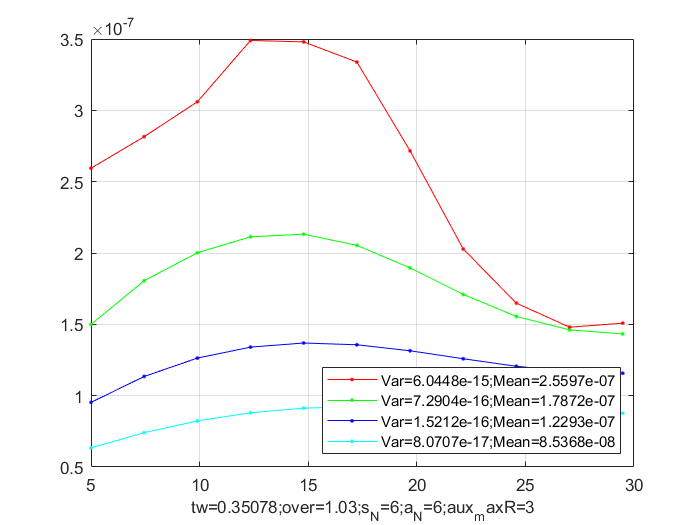 ×10-7
3.5
3
2.5
2
1.5
1
0.5
5 10 15 20 25 30
Var=6.0448e-15;Mean=2.5597e-07
Var=7.2904e-16;Mean=1.7872e-07
Var=1.5212e-16;Mean=1.2293e-07
Var=8.0707e-17;Mean=8.5368e-08
tw=0.35078;over=1.03;sN=6;aN=6;auxmaxR=3